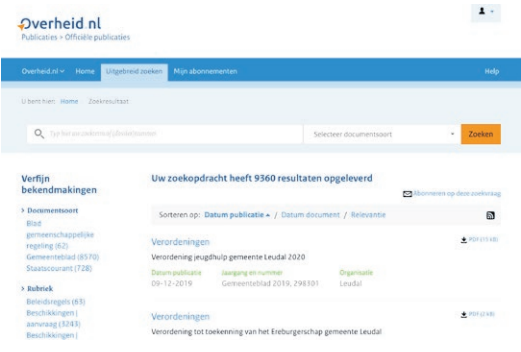 Overheid.nl
Publicaties > Officiële publicaties
Overheid.nl Home Uitgebreid zoeken Mijn abonnementen Help
U bent hier: Home Zoekresultaat
Selecteer documentsoort Zoeken
Verfijn bekendmakingen
> Documentsoort
Blad
gemeenschappelijke
regeling (62)
Gemeenteblad (8570)
Staatscourant (728)
> Rubriek
Beleidsregels (63)
Beschikkingen |
aanvraag (3243)
Beschikkingen |
Uw zoekopdracht heeft 9360 resultaten opgeleverd
Abonneren op deze zoekvraag
Sorteren op: Datum publicatie / Datum document / Relevantie
Verordeningen
Verordening jeugdhulp gemeente Leudal 2020
Datum publicatie Jaargang en nummer Organisatie
09-12-2019 Gemeenteblad 2019, 298301 Leudal
Verordeningen
Verordening tot toekenning van het Ereburgerschap gemeente Leudal